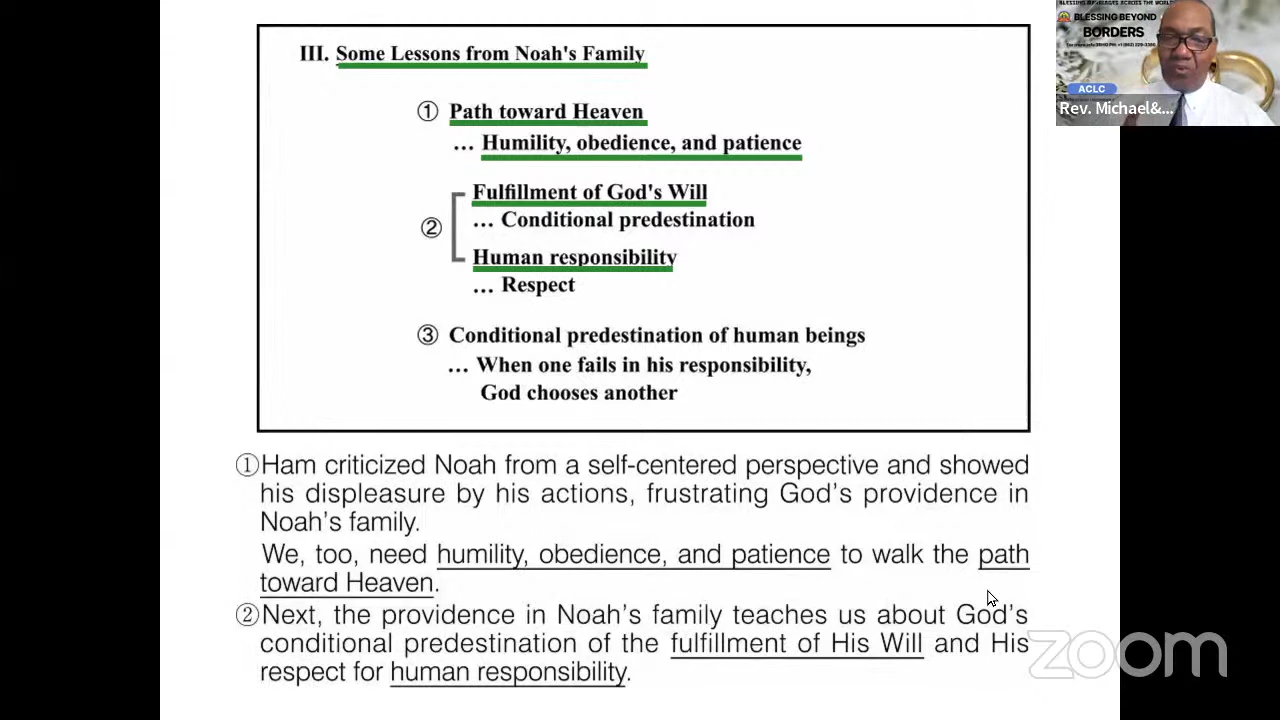 III. Some Lessons from Noah's Family
① Path toward Heaven
... Humility, obedience, and patience
② Fulfillment of God's Will
... Conditional predestination
Human responsibility
... Respect
③ Conditional predestination of human beings
... When one fails in his responsibility,
God chooses another
①Ham criticized Noah from a self-centered perspective and showed
his displeasure by his actions, frustrating God's providence in
Noah's family.
We, too, need humility, obedience, and patience to walk the path
toward Heaven.
②Next, the providence in Noah's family teaches us about God's
conditional predestination of the fulfillment of His Will and His
respect for human responsibility.
BLESSING BEYOND
BORDERS
ACLC
Rev. Michael&...
zoom